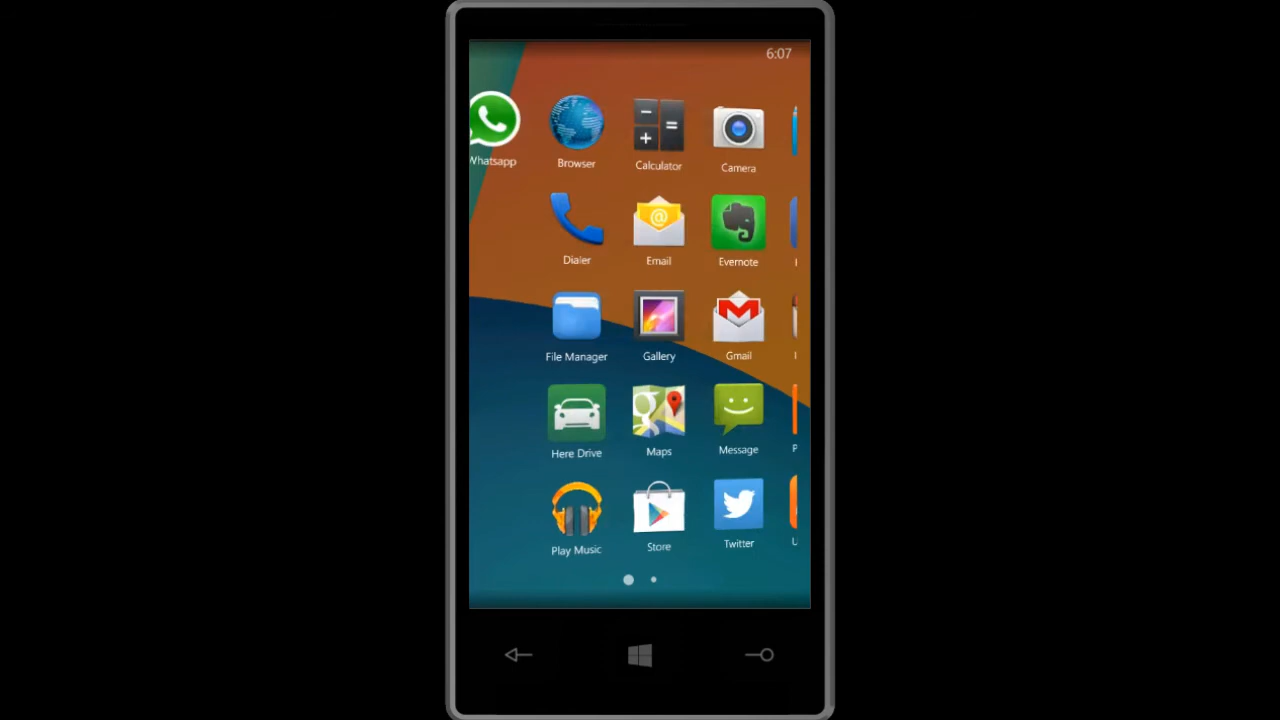 6:07
Whatsapp Browser Calculator Camera
Dialer Email Evernote
File Manager Gallery Gmail
Here Drive Maps Message
Play Music Store Twitter